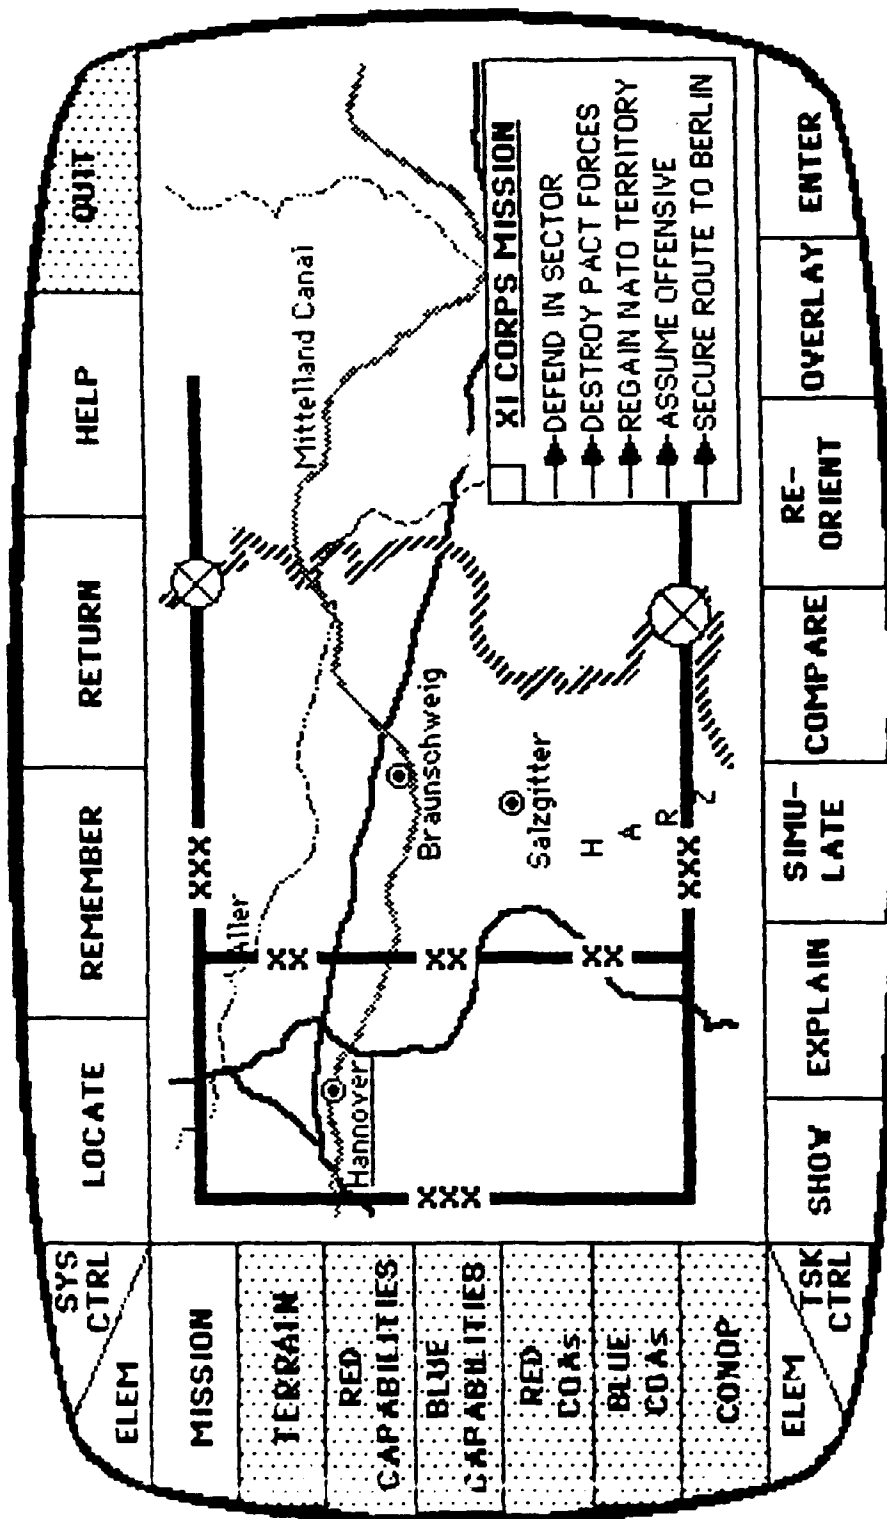 SYS
CTRL
LOCATE
REMEMBER
RETURN
HELP
QUIT
ELEM
MISSION
TERRAIN
RED
CAPABILITIES
BLUE
CAPABILITIES
RED
COAs
BLUE
COAs
CONOP
XXX
Aller
XX
Mittelland Canal
Hannover
XX
Braunschweig
XXX
Salzgitter
XX
H
A
R
Z
XXX
XI CORPS MISSION
DEFEND IN SECTOR
DESTROY PACT FORCES
REGAIN NATO TERRITORY
ASSUME OFFENSIVE
SECURE ROUTE TO BERLIN
ELEM
TSK
CTRL
SHOW
EXPLAIN
SIMU-
LATE
COMPARE
RE-
ORIENT
OVERLAY
ENTER